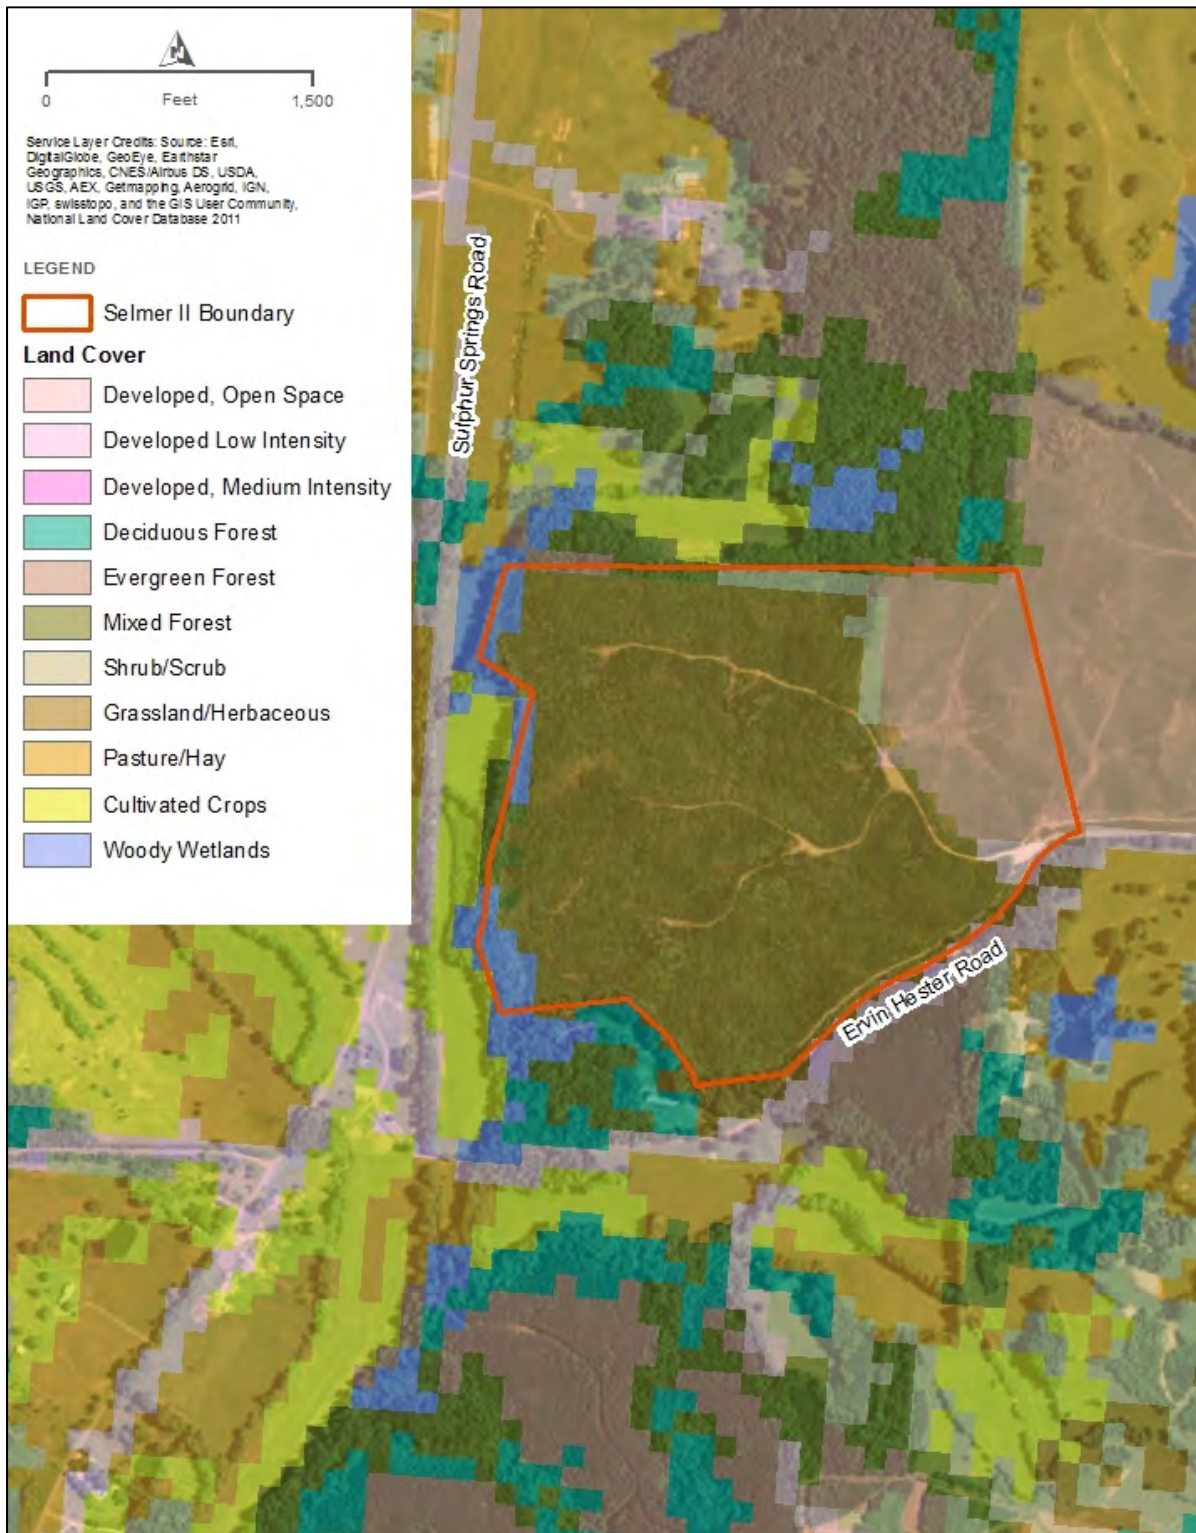 N
0 Feet 1,500
Service Layer Credits: Source: Esri,
DigitalGlobe, GeoEye, Earthstar
Geographics, CNES/Airbus DS, USDA,
USGS, AEX, Getmapping, Aerogrid, IGN,
IGP, swisstopo, and the GIS User Community,
National Land Cover Database 2011
LEGEND
Selmer II Boundary
Land Cover
Developed, Open Space
Developed Low Intensity
Developed, Medium Intensity
Deciduous Forest
Evergreen Forest
Mixed Forest
Shrub/Scrub
Grassland/Herbaceous
Pasture/Hay
Cultivated Crops
Woody Wetlands
Sulphur Springs Road
Ervin Hester Road